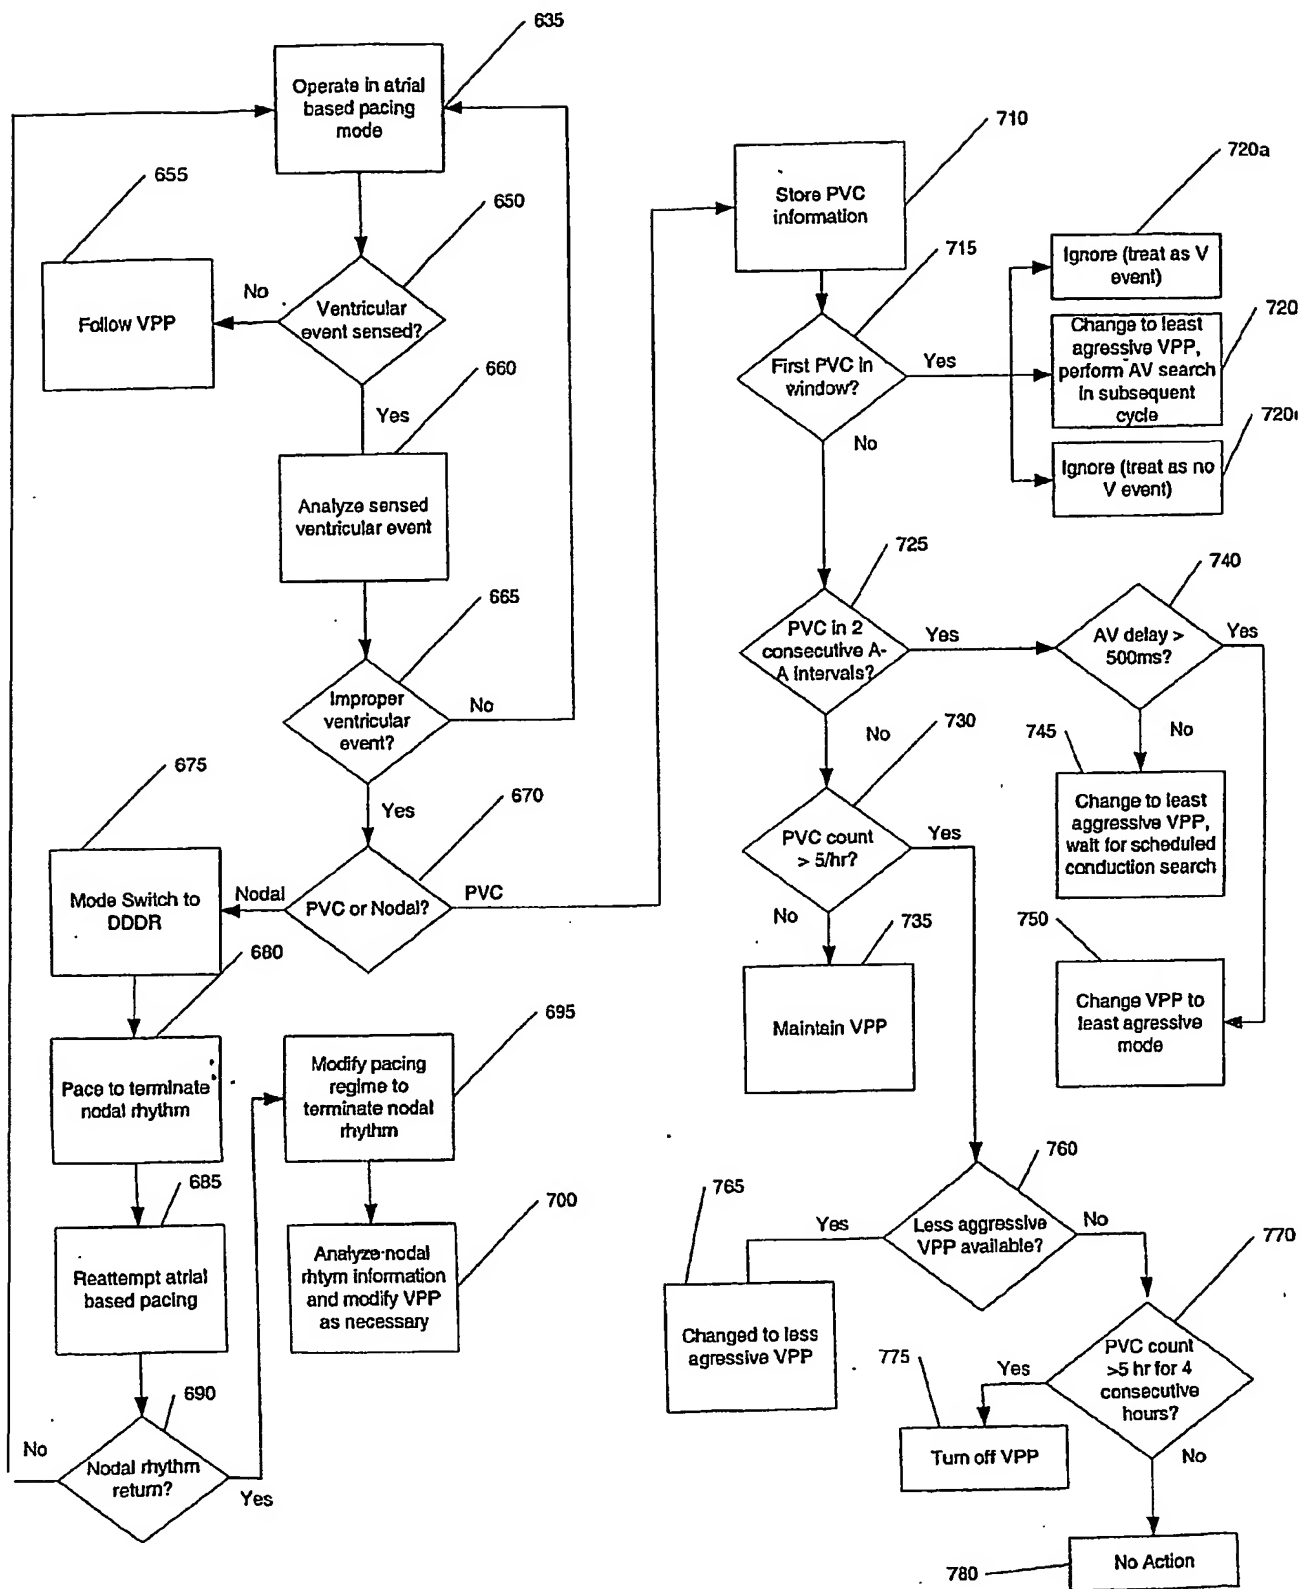 635
Operate in atrial
based pacing
mode
655
650
No
Ventricular
event sensed?
Follow VPP
660
Yes
Analyze sensed
ventricular event
665
Improper
ventricular
event?
No
675
Yes
670
Mode Switch to
DDDR
Nodal
PVC or Nodal?
PVC
680
Pace to terminate
nodal rhythm
695
Modify pacing
regime to
terminate nodal
rhythm
685
Reattempt atrial
based pacing
700
Analyze nodal
rhtym information
and modify VPP
as necessary
690
No
Nodal rhythm
return?
Yes
710
Store PVC
information
720a
Ignore (treat as V
event)
715
First PVC in
window?
Yes
720
Change to least
agressive VPP,
perform AV search
in subsequent
cycle
No
Ignore (treat as no
V event)
725
PVC in 2
consecutive A-
A intervals?
Yes
740
AV delay >
500ms?
Yes
No
730
No
745
Change to least
aggressive VPP,
wait for scheduled
conduction search
PVC count
> 5/hr?
Yes
No
735
Maintain VPP
750
Change VPP to
least agressive
mode
760
765
Yes
Less aggressive
VPP available?
No
Changed to less
agressive VPP
770
PVC count
>5 hr for 4
consecutive
hours?
775
Yes
Turn off VPP
No
780
No Action